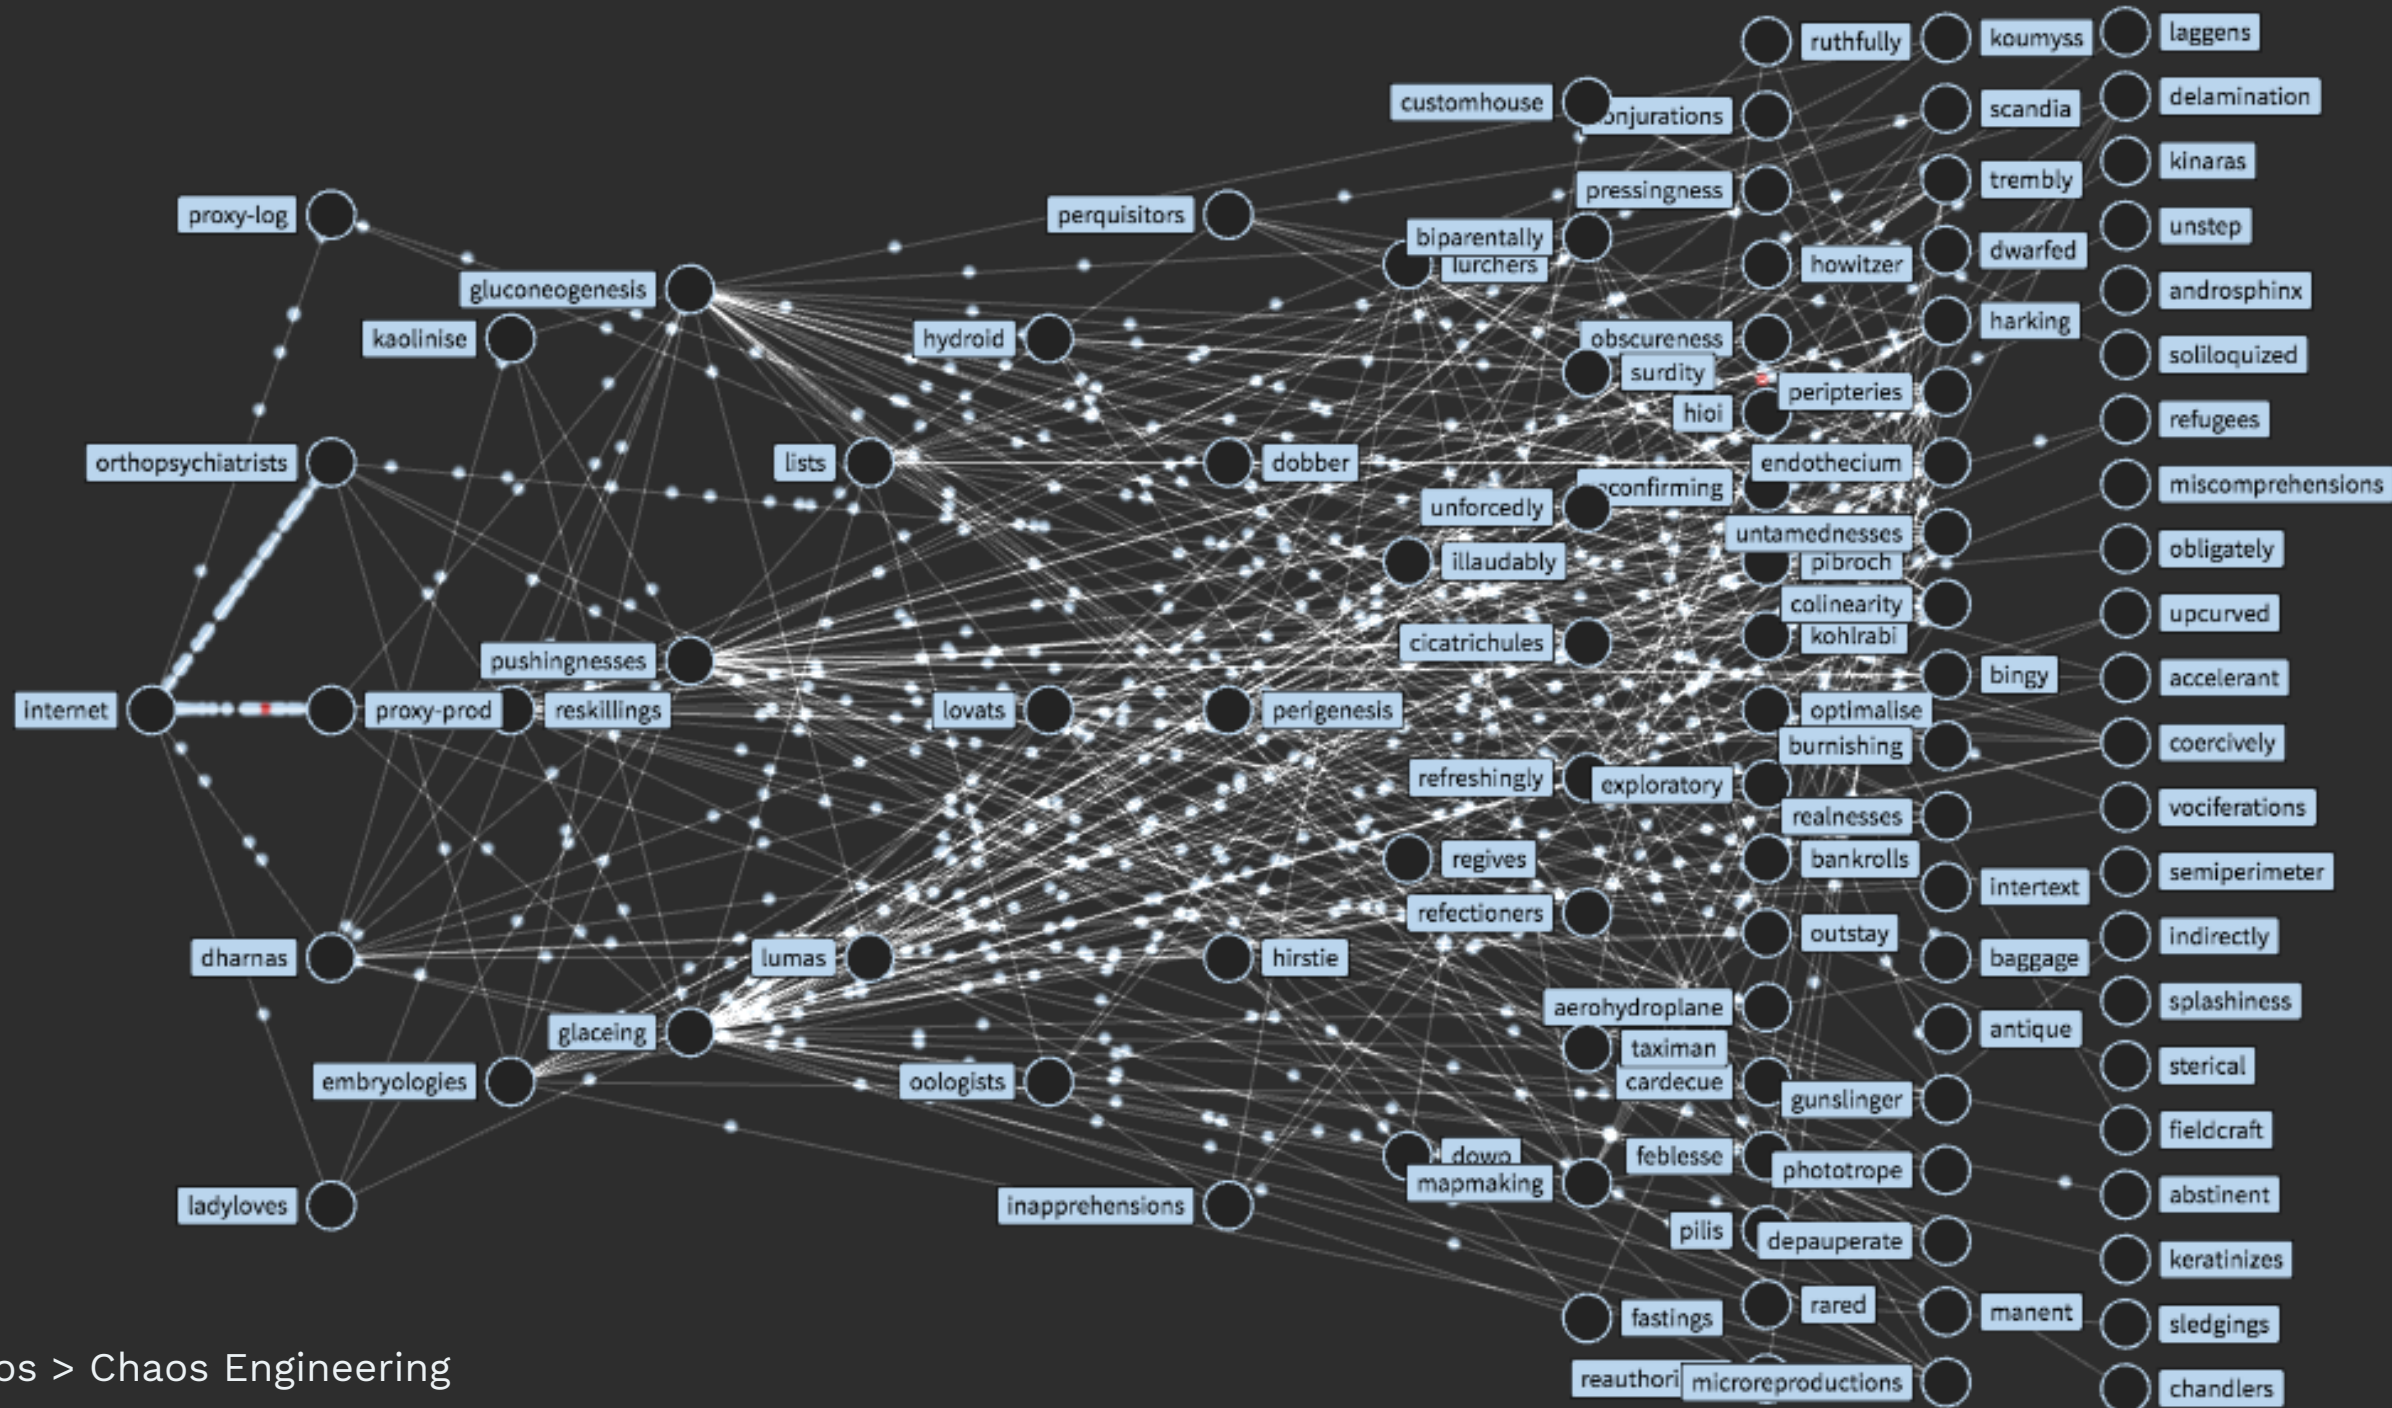 ruthfully
koumyss
laggens
customhouse
onjurations
scandia
delamination
kinaras
proxy-log
perquisitors
pressingness
trembly
unstep
biparentally
lurchers
howitzer
dwarfed
gluconeogenesis
androsphinx
kaolinise
hydroid
obscureness
harking
soliloquized
surdity
peripteries
hioi
refugees
orthopsychiatrists
lists
dobber
endothecium
confirming
miscomprehensions
unforcedly
untamednesses
illaudably
pibroch
obligately
colinearity
upcurved
cicatrichules
kohlrabi
pushingnesses
bingy
accelerant
internet
proxy-prod
reskillings
lovats
perigenesis
optimalise
burnishing
coercively
refreshingly
exploratory
realnesses
vociferations
regives
bankrolls
intertext
semiperimeter
refectioners
outstay
indirectly
dharnas
lumas
hirstie
baggage
aerohydroplane
splashiness
glaceing
taximan
antique
sterical
embryologies
oologists
cardecue
gunslinger
fieldcraft
dowp
feblesse
phototrope
mapmaking
abstinent
ladyloves
inapprehensions
pilis
depauperate
keratinizes
fastings
rared
manent
sledgings
os > Chaos Engineering
reauthori
microreproductions
chandlers